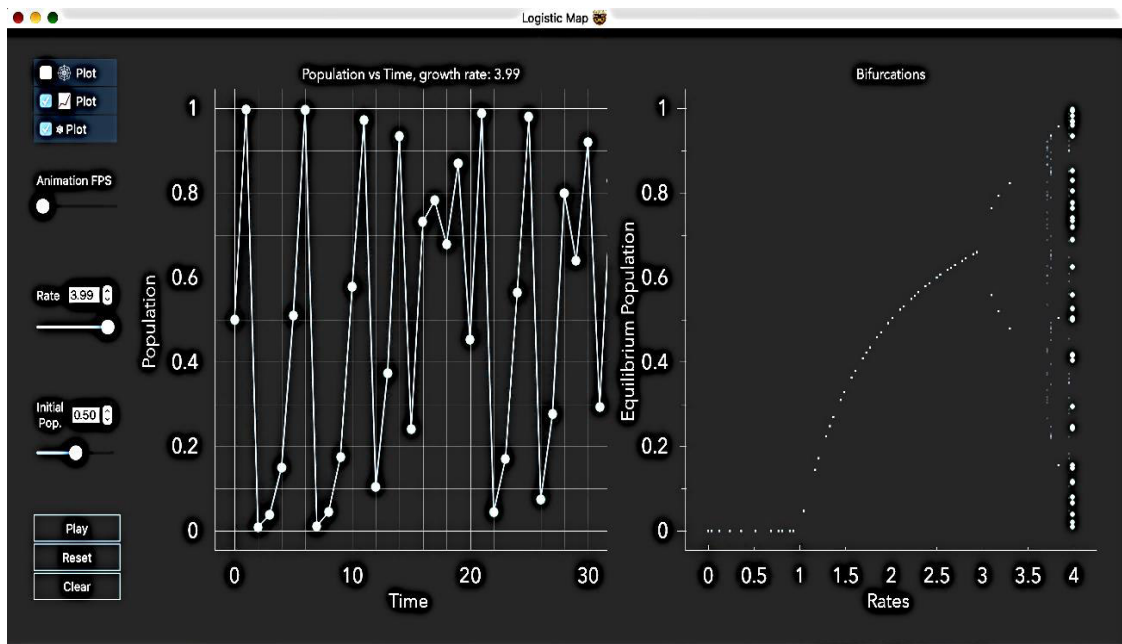 Logistic Map
Plot
Plot
Plot
Animation FPS
Rate 3.99
Initial
Pop. 0.50
Play
Reset
Clear
Population vs Time, growth rate: 3.99
Population
1
0.8
0.6
0.4
0.2
0
0 10 20 30
Time
Bifurcations
Equilibrium Population
1
0.8
0.6
0.4
0.2
0
0 0.5 1 1.5 2 2.5 3 3.5 4
Rates